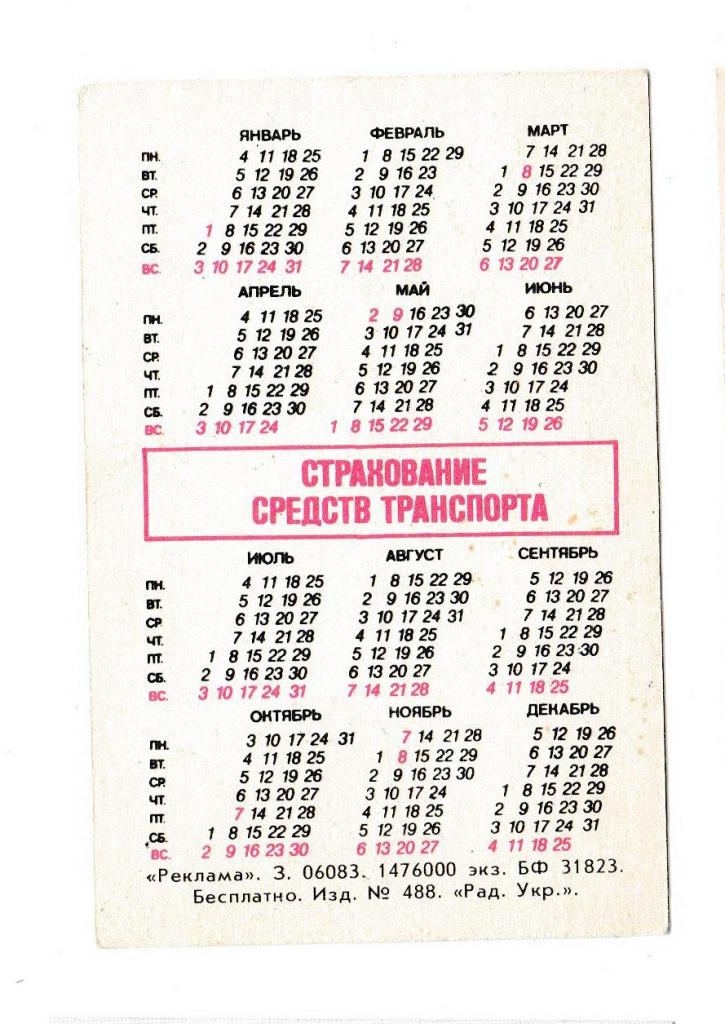 ЯНВАРЬ ФЕВРАЛЬ МАРТ
ПН. 4 11 18 25 1 8 15 22 29 7 14 21 28
ВТ. 5 12 19 26 2 9 16 23 1 8 15 22 29
СР. 6 13 20 27 3 10 17 24 2 9 16 23 30
ЧТ. 7 14 21 28 4 11 18 25 3 10 17 24 31
ПТ. 1 8 15 22 29 5 12 19 26 4 11 18 25
СБ. 2 9 16 23 30 6 13 20 27 5 12 19 26
ВС. 3 10 17 24 31 7 14 21 28 6 13 20 27
АПРЕЛЬ МАЙ ИЮНЬ
ПН. 4 11 18 25 2 9 16 23 30 6 13 20 27
ВТ. 5 12 19 26 3 10 17 24 31 7 14 21 28
СР. 6 13 20 27 4 11 18 25 1 8 15 22 29
ЧТ. 7 14 21 28 5 12 19 26 2 9 16 23 30
ПТ. 1 8 15 22 29 6 13 20 27 3 10 17 24
СБ. 2 9 16 23 30 7 14 21 28 4 11 18 25
ВС. 3 10 17 24 1 8 15 22 29 5 12 19 26
СТРАХОВАНИЕ
СРЕДСТВ ТРАНСПОРТА
ИЮЛЬ АВГУСТ СЕНТЯБРЬ
ПН. 4 11 18 25 1 8 15 22 29 5 12 19 26
ВТ. 5 12 19 26 2 9 16 23 30 6 13 20 27
СР. 6 13 20 27 3 10 17 24 31 7 14 21 28
ЧТ. 7 14 21 28 4 11 18 25 1 8 15 22 29
ПТ. 1 8 15 22 29 5 12 19 26 2 9 16 23 30
СБ. 2 9 16 23 30 6 13 20 27 3 10 17 24
ВС. 3 10 17 24 31 7 14 21 28 4 11 18 25
ОКТЯБРЬ НОЯБРЬ ДЕКАБРЬ
ПН. 3 10 17 24 31 7 14 21 28 5 12 19 26
ВТ. 4 11 18 25 1 8 15 22 29 6 13 20 27
СР. 5 12 19 26 2 9 16 23 30 7 14 21 28
ЧТ. 6 13 20 27 3 10 17 24 1 8 15 22 29
ПТ. 7 14 21 28 4 11 18 25 2 9 16 23 30
СБ. 1 8 15 22 29 5 12 19 26 3 10 17 24 31
ВС. 2 9 16 23 30 6 13 20 27 4 11 18 25
«Реклама». З. 06083. 1476000 экз. БФ 31823.
Бесплатно. Изд. № 488. «Рад. Укр.».